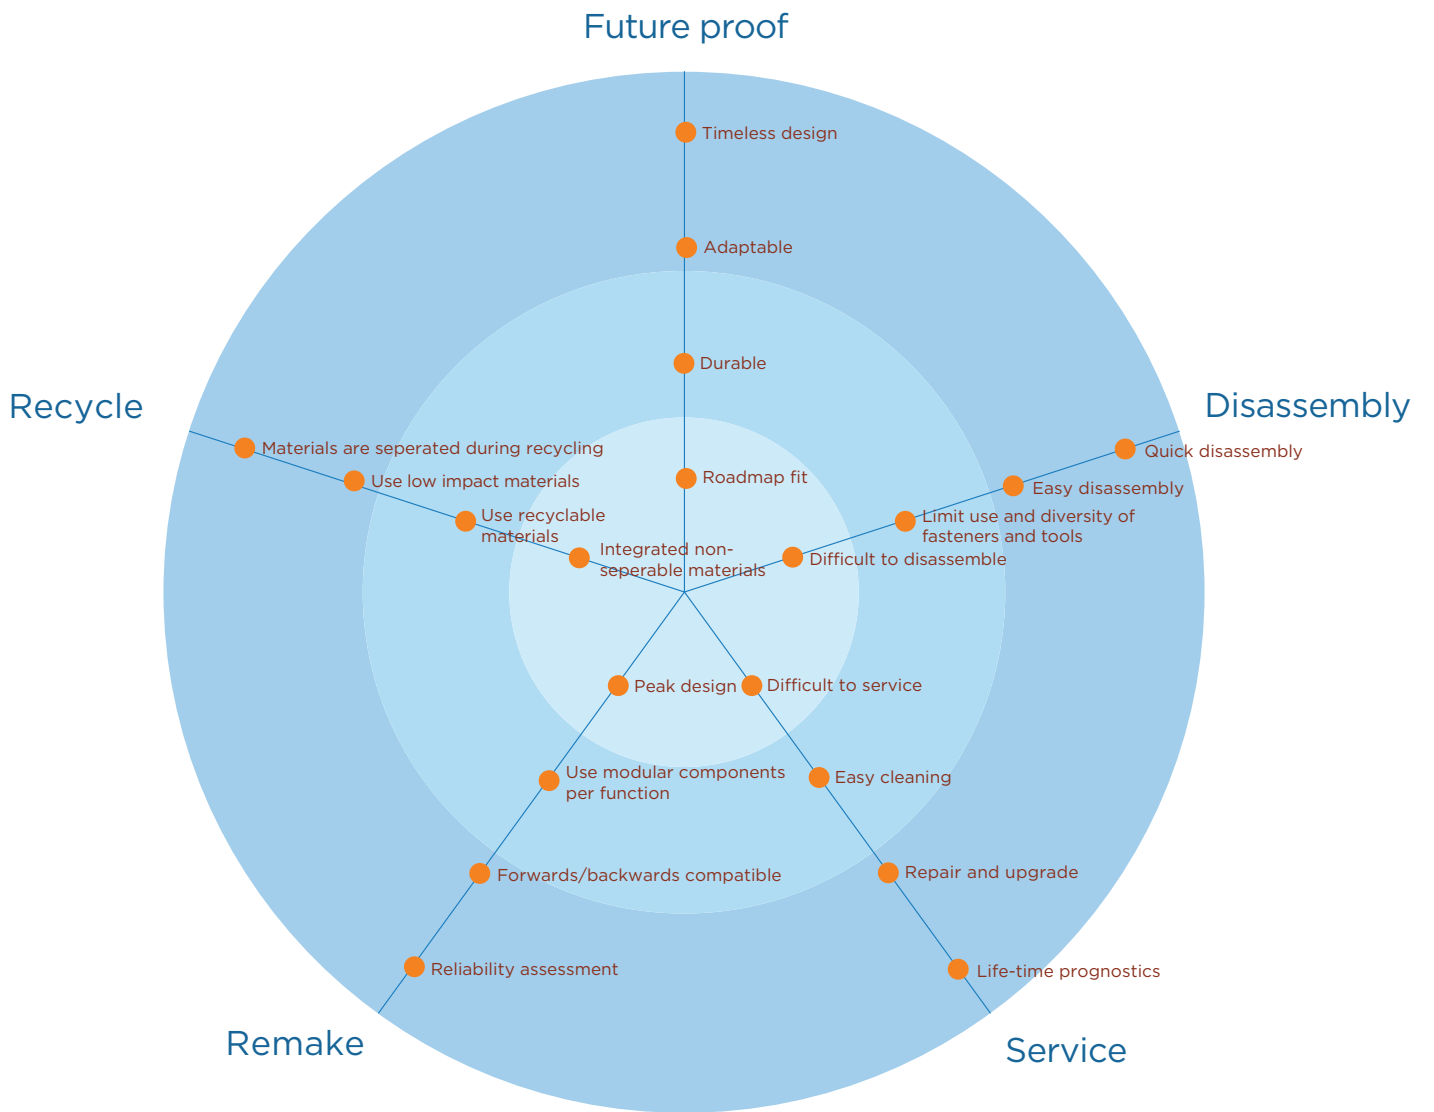 Future proof
Timeless design
Adaptable
Durable
Roadmap fit
Recycle
Materials are seperated during recycling
Use low impact materials
Use recyclable
materials
Integrated non-
seperable materials
Disassembly
Quick disassembly
Easy disassembly
Limit use and diversity of
fasteners and tools
Difficult to disassemble
Peak design
Use modular components
per function
Forwards/backwards compatible
Reliability assessment
Remake
Difficult to service
Easy cleaning
Repair and upgrade
Life-time prognostics
Service